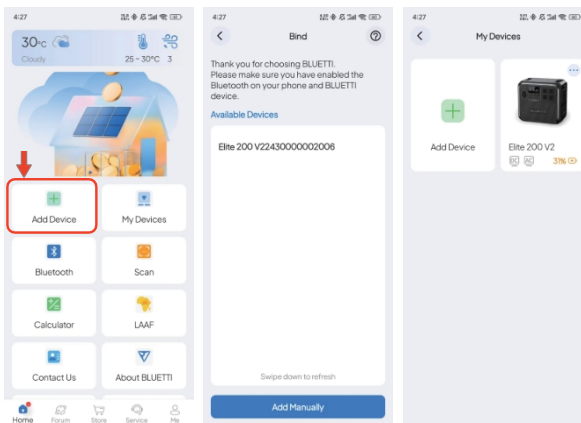 4:27
30°C
Cloudy
25 ~ 30°C 3
Add Device
My Devices
Bluetooth
Scan
Calculator
LAAF
Contact Us
About BLUETTI
Home
Forum
Store
Service
Me
4:27
Bind
Thank you for choosing BLUETTI.
Please make sure you have enabled the
Bluetooth on your phone and BLUETTI
device.
Available Devices
Elite 200 V22430000002006
Swipe down to refresh
Add Manually
4:27
My Devices
Add Device
Elite 200 V2
DC AC 31%